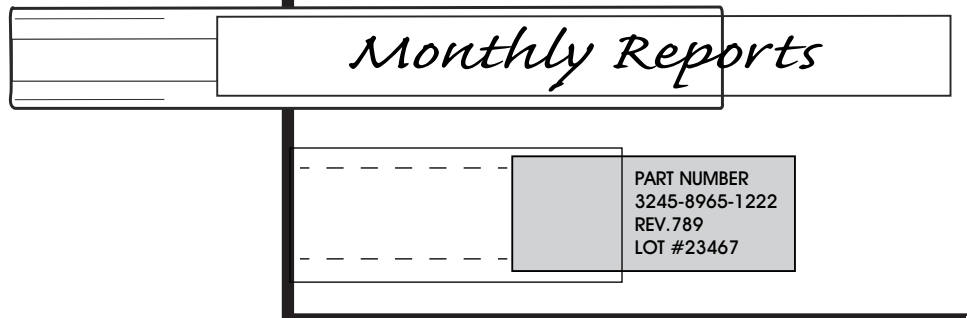 Monthly Reports
PART NUMBER
3245-8965-1222
REV.789
LOT #23467